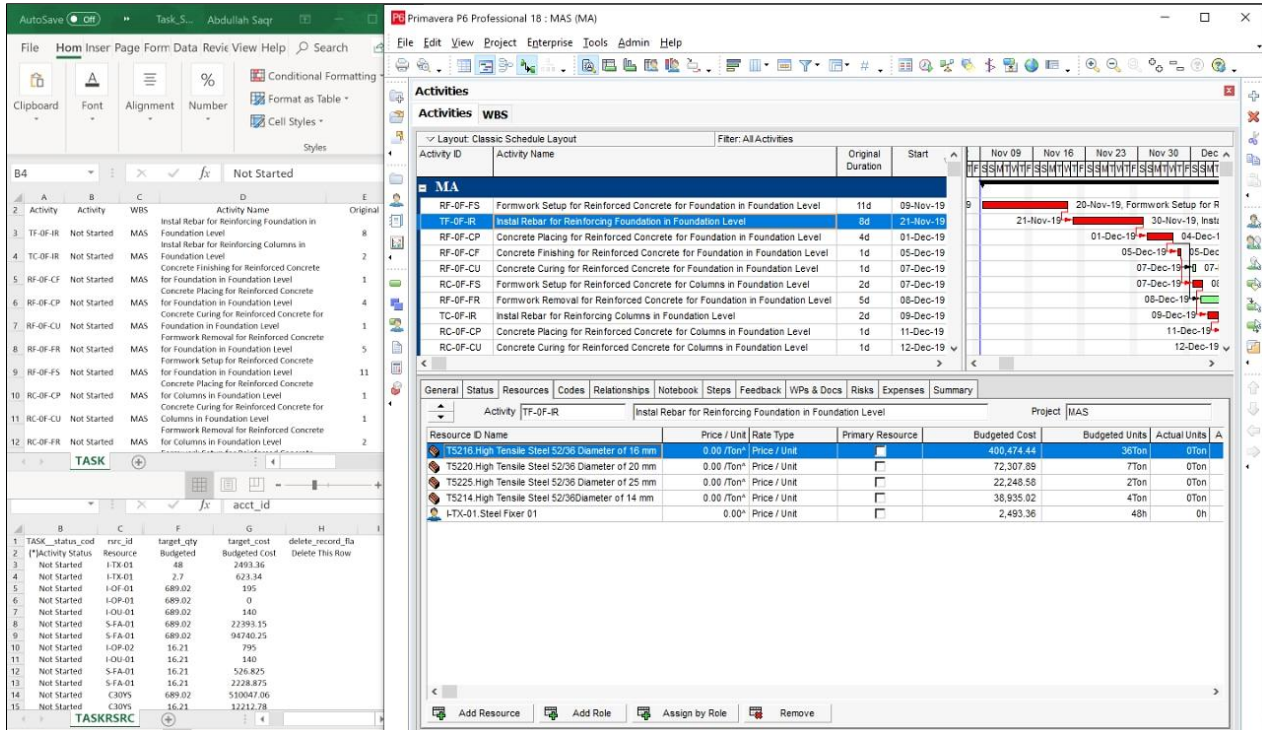 AutoSave Off Task_S... Abdullah Saqr
File Hom Inser Page Form Data Revie View Help Search
Clipboard Font Alignment Number
Conditional Formatting
Format as Table
Cell Styles
Styles
B4 fx Not Started
A B C D E
2 Activity Activity WBS Activity Name Original
3 TF-0F-IR Not Started MAS Instal Rebar for Reinforcing Foundation in Foundation Level 8
4 TC-0F-IR Not Started MAS Instal Rebar for Reinforcing Columns in Foundation Level 2
5 RF-0F-CF Not Started MAS Concrete Finishing for Reinforced Concrete for Foundation in Foundation Level 1
6 RF-0F-CP Not Started MAS Concrete Placing for Reinforced Concrete for Foundation in Foundation Level 4
7 RF-0F-CU Not Started MAS Concrete Curing for Reinforced Concrete for Foundation in Foundation Level 1
8 RF-0F-FR Not Started MAS Formwork Removal for Reinforced Concrete for Foundation in Foundation Level 5
9 RF-0F-FS Not Started MAS Formwork Setup for Reinforced Concrete for Foundation in Foundation Level 11
10 RC-0F-CP Not Started MAS Concrete Placing for Reinforced Concrete for Columns in Foundation Level 1
11 RC-0F-CU Not Started MAS Concrete Curing for Reinforced Concrete for Columns in Foundation Level 1
12 RC-0F-FR Not Started MAS Formwork Removal for Reinforced Concrete for Columns in Foundation Level 2
TASK
fx acct_id
B C F G H I
1 TASK__status_cod rsrc_id target_qty target_cost delete_record_fla
2 (*)Activity Status Resource Budgeted Budgeted Cost Delete This Row
3 Not Started I-TX-01 48 2493.36
4 Not Started I-TX-01 2.7 623.34
5 Not Started I-OF-01 689.02 195
6 Not Started I-OP-01 689.02 0
7 Not Started I-OU-01 689.02 140
8 Not Started S-FA-01 689.02 22393.15
9 Not Started S-FA-01 689.02 94740.25
10 Not Started I-OP-02 16.21 795
11 Not Started I-OU-01 16.21 140
12 Not Started S-FA-01 16.21 526.825
13 Not Started S-FA-01 16.21 2228.875
14 Not Started C30YS 689.02 510047.06
15 Not Started C30YS 16.21 12212.78
TASKRSRC
P6 Primavera P6 Professional 18 : MAS (MA)
File Edit View Project Enterprise Tools Admin Help
Activities
Activities WBS
Layout: Classic Schedule Layout Filter: All Activities
Activity ID Activity Name Original Duration Start Nov 09 Nov 16 Nov 23 Nov 30 Dec
MA
RF-0F-FS Formwork Setup for Reinforced Concrete for Foundation in Foundation Level 11d 09-Nov-19 9 20-Nov-19, Formwork Setup for R
TF-0F-IR Instal Rebar for Reinforcing Foundation in Foundation Level 8d 21-Nov-19 21-Nov-19 30-Nov-19, Insta
RF-0F-CP Concrete Placing for Reinforced Concrete for Foundation in Foundation Level 4d 01-Dec-19 01-Dec-19 04-Dec-1
RF-0F-CF Concrete Finishing for Reinforced Concrete for Foundation in Foundation Level 1d 05-Dec-19 05-Dec-19 05-Dec
RF-0F-CU Concrete Curing for Reinforced Concrete for Foundation in Foundation Level 1d 07-Dec-19 07-Dec-19 07-
RC-0F-FS Formwork Setup for Reinforced Concrete for Columns in Foundation Level 2d 07-Dec-19 07-Dec-19
RF-0F-FR Formwork Removal for Reinforced Concrete for Foundation in Foundation Level 5d 08-Dec-19 08-Dec-19
TC-0F-IR Instal Rebar for Reinforcing Columns in Foundation Level 2d 09-Dec-19 09-Dec-19
RC-0F-CP Concrete Placing for Reinforced Concrete for Columns in Foundation Level 1d 11-Dec-19 11-Dec-19
RC-0F-CU Concrete Curing for Reinforced Concrete for Columns in Foundation Level 1d 12-Dec-19 12-Dec-19
General Status Resources Codes Relationships Notebook Steps Feedback WPs & Docs Risks Expenses Summary
Activity TF-0F-IR Instal Rebar for Reinforcing Foundation in Foundation Level Project MAS
Resource ID Name Price / Unit Rate Type Primary Resource Budgeted Cost Budgeted Units Actual Units A
T5216.High Tensile Steel 52/36 Diameter of 16 mm 0.00 /Ton^ Price / Unit 400,474.44 36Ton 0Ton
T5220.High Tensile Steel 52/36 Diameter of 20 mm 0.00 /Ton^ Price / Unit 72,307.89 7Ton 0Ton
T5225.High Tensile Steel 52/36 Diameter of 25 mm 0.00 /Ton^ Price / Unit 22,248.58 2Ton 0Ton
T5214.High Tensile Steel 52/36Diameter of 14 mm 0.00 /Ton^ Price / Unit 38,935.02 4Ton 0Ton
I-TX-01.Steel Fixer 01 0.00^ Price / Unit 2,493.36 48h 0h
Add Resource Add Role Assign by Role Remove